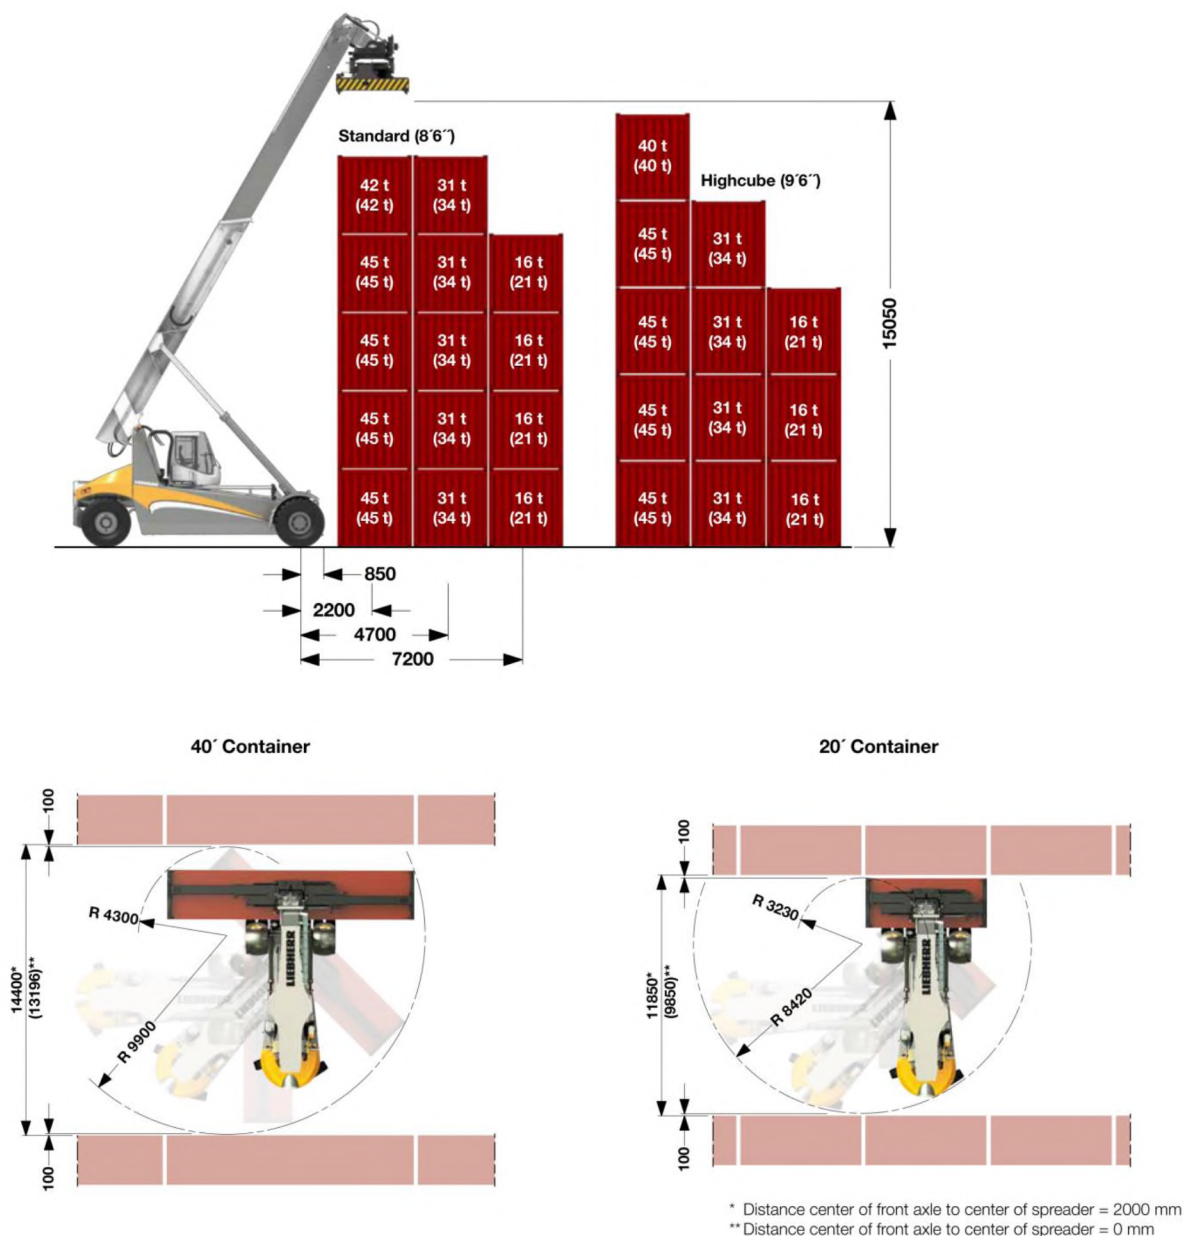 Standard (8´6´´)
42 t
(42 t)
31 t
(34 t)
45 t
(45 t)
31 t
(34 t)
16 t
(21 t)
45 t
(45 t)
31 t
(34 t)
16 t
(21 t)
45 t
(45 t)
31 t
(34 t)
16 t
(21 t)
45 t
(45 t)
31 t
(34 t)
16 t
(21 t)
40 t
(40 t)
Highcube (9´6´´)
45 t
(45 t)
31 t
(34 t)
45 t
(45 t)
31 t
(34 t)
16 t
(21 t)
45 t
(45 t)
31 t
(34 t)
16 t
(21 t)
45 t
(45 t)
31 t
(34 t)
16 t
(21 t)
15050
850
2200
4700
7200
40´ Container
100
R 4300
14400*
(13196)**
R 9900
LIEBHERR
LIEBHERR
100
20´ Container
100
R 3230
11850*
(9850)**
R 8420
LIEBHERR
LIEBHERR
100
* Distance center of front axle to center of spreader = 2000 mm
** Distance center of front axle to center of spreader = 0 mm